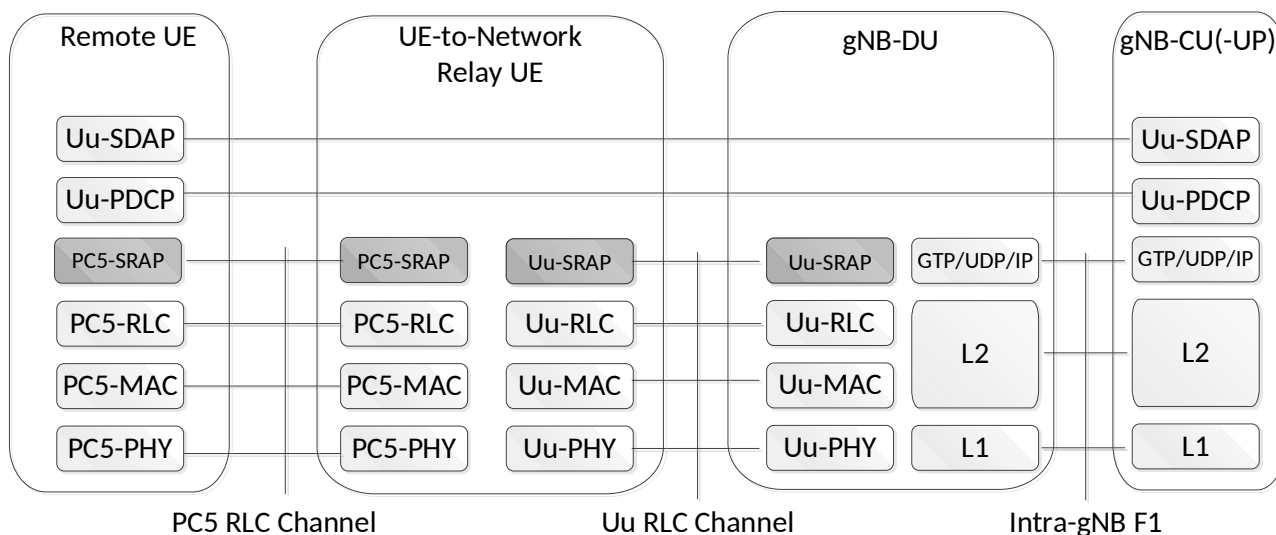 Remote UE
UE-to-Network
Relay UE
gNB-DU
gNB-CU(-UP)
Uu-SDAP
Uu-SDAP
Uu-PDCP
Uu-PDCP
PC5-SRAP
PC5-SRAP
Uu-SRAP
Uu-SRAP
GTP/UDP/IP
GTP/UDP/IP
PC5-RLC
PC5-RLC
Uu-RLC
Uu-RLC
L2
L2
PC5-MAC
PC5-MAC
Uu-MAC
Uu-MAC
PC5-PHY
PC5-PHY
Uu-PHY
Uu-PHY
L1
L1
PC5 RLC Channel
Uu RLC Channel
Intra-gNB F1